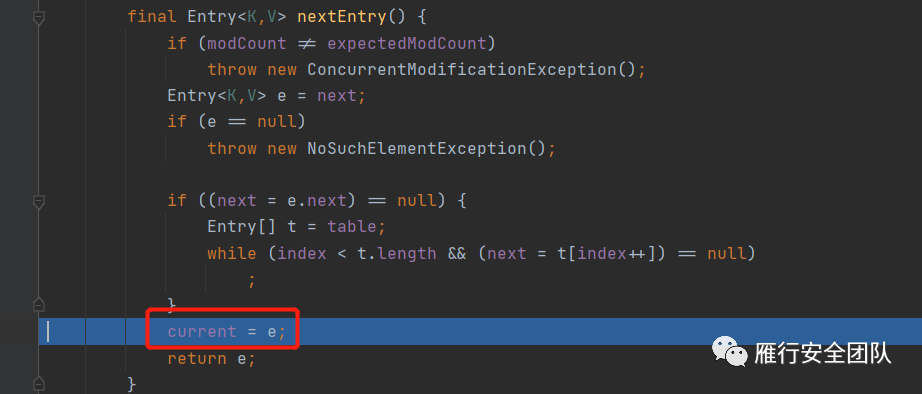 final Entry<K,V> nextEntry() {
if (modCount ≠ expectedModCount)
throw new ConcurrentModificationException();
Entry<K,V> e = next;
if (e == null)
throw new NoSuchElementException();
if ((next = e.next) == null) {
Entry[] t = table;
while (index < t.length && (next = t[index++]) == null)
;
}
current = e;
return e;
}
雁行安全团队